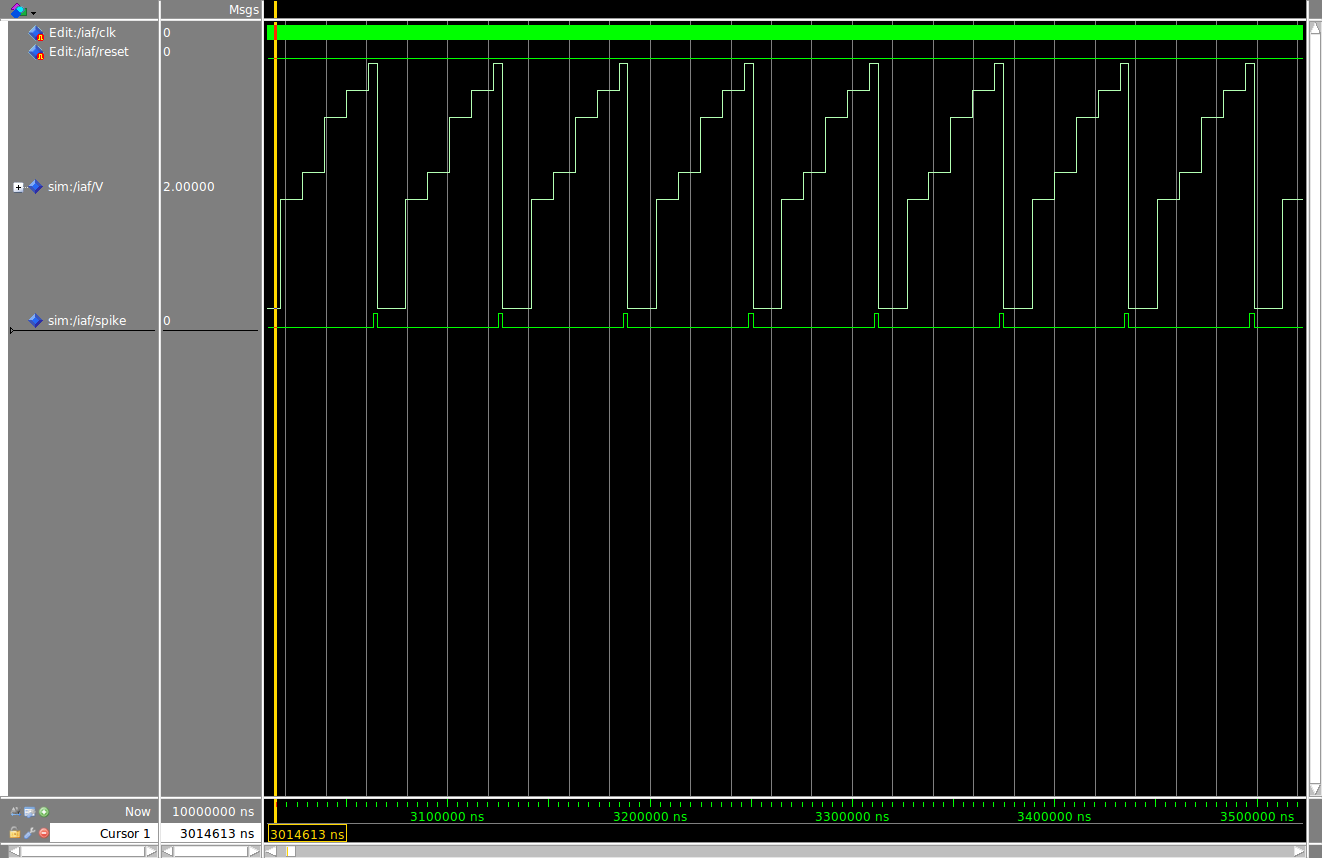 Msgs
Edit:/iaf/clk 0
Edit:/iaf/reset 0
sim:/iaf/V 2.00000
sim:/iaf/spike 0
Now 10000000 ns 3100000 ns 3200000 ns 3300000 ns 3400000 ns 3500000 ns
Cursor 1 3014613 ns 3014613 ns